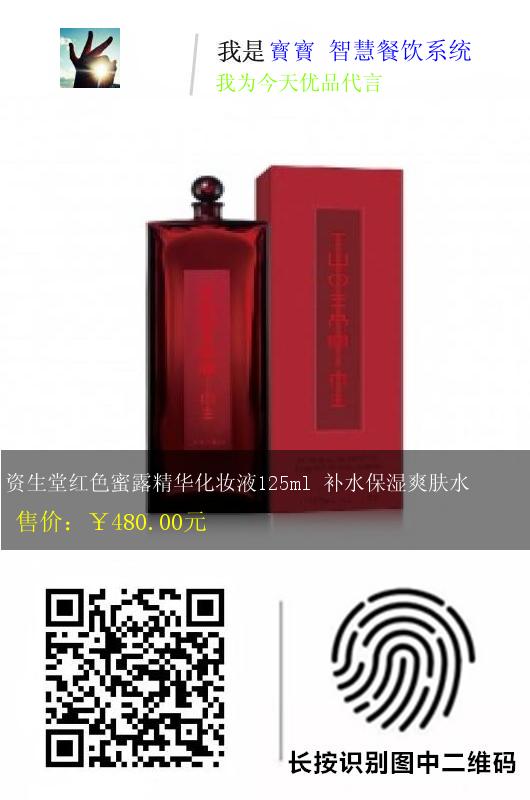 我是寶寶 智慧餐饮系统
我为今天优品代言
资生堂红色蜜露精华化妆液125ml 补水保湿爽肤水
售价：￥480.00元
长按识别图中二维码